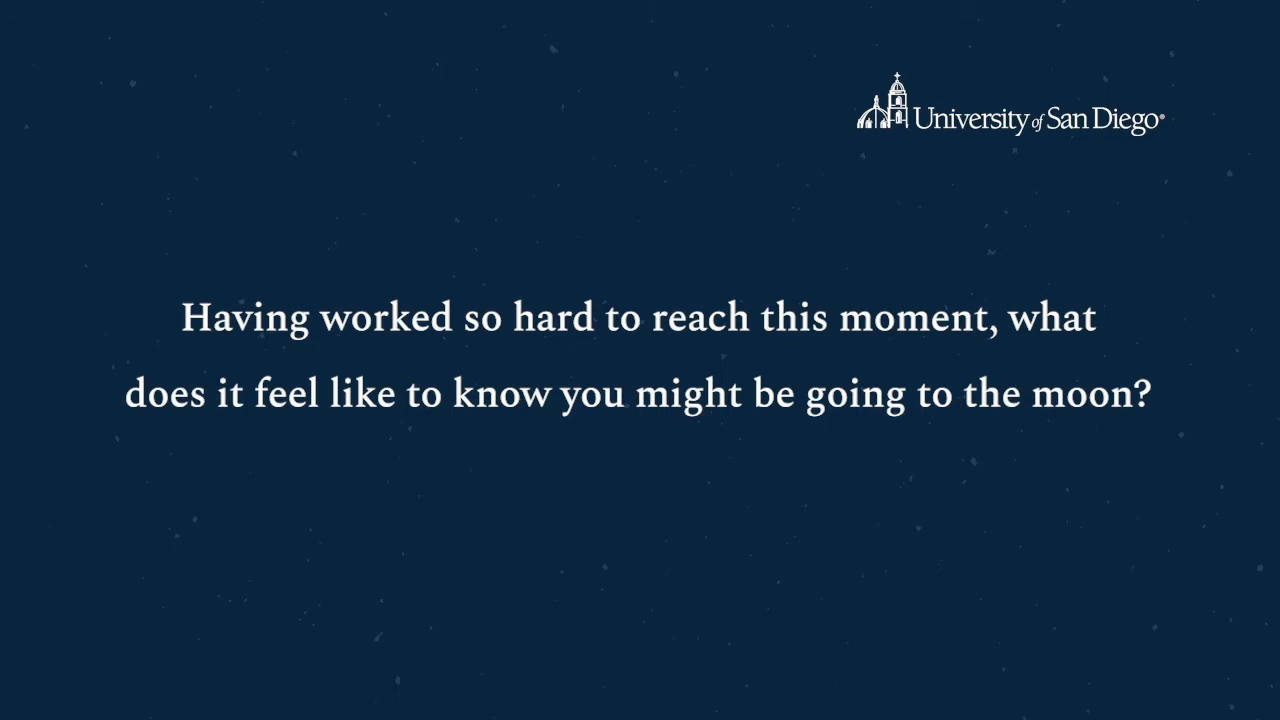 University of San Diego®
Having worked so hard to reach this moment, what
does it feel like to know you might be going to the moon?